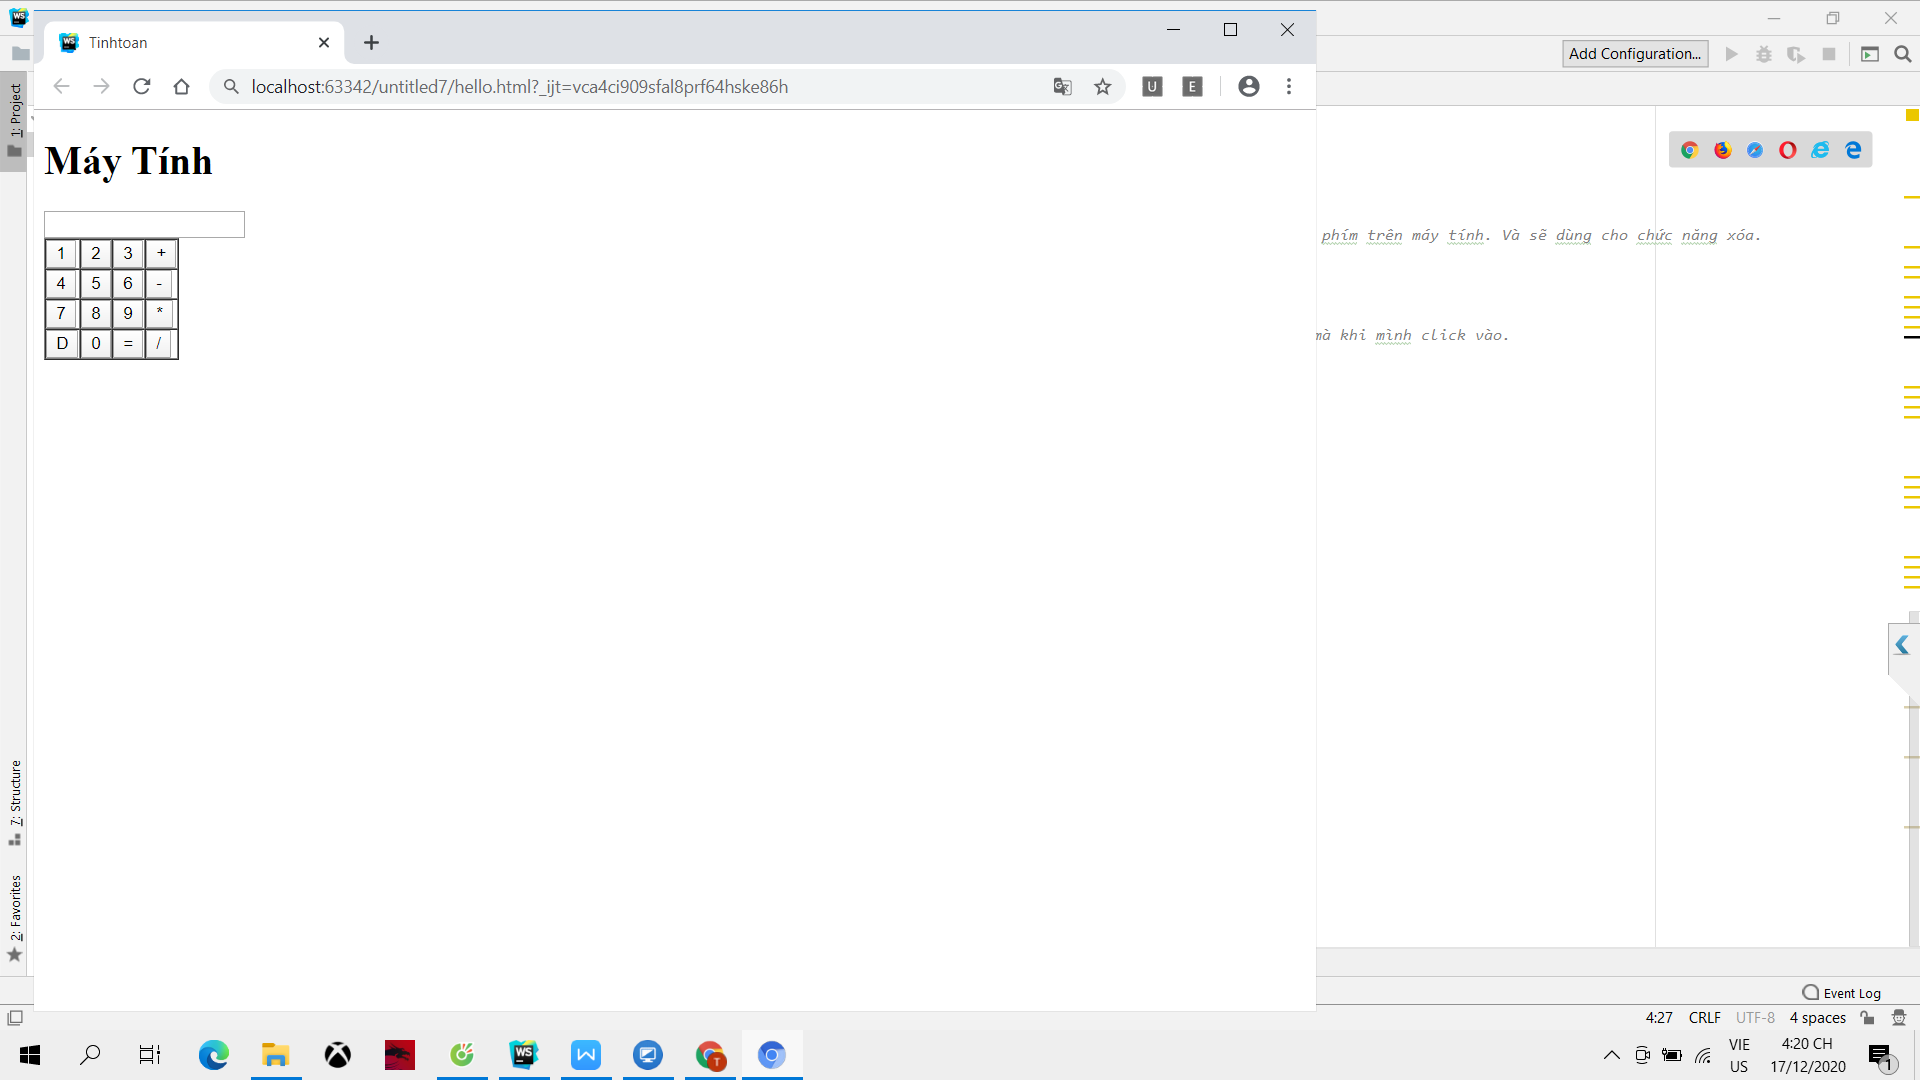 Tinhtoan
Add Configuration...
localhost:63342/untitled7/hello.html?_ijt=vca4ci909sfal8prf64hske86h
U
E
1: Project
Máy Tính
phím trên máy tính. Và sẽ dùng cho chức năng xóa.
1 2 3 +
4 5 6 -
7 8 9 *
D 0 = /
mà khi mình click vào.
7: Structure
2: Favorites
Event Log
4:27 CRLF UTF-8 4 spaces
WS
T
VIE
US
4:20 CH
17/12/2020
1